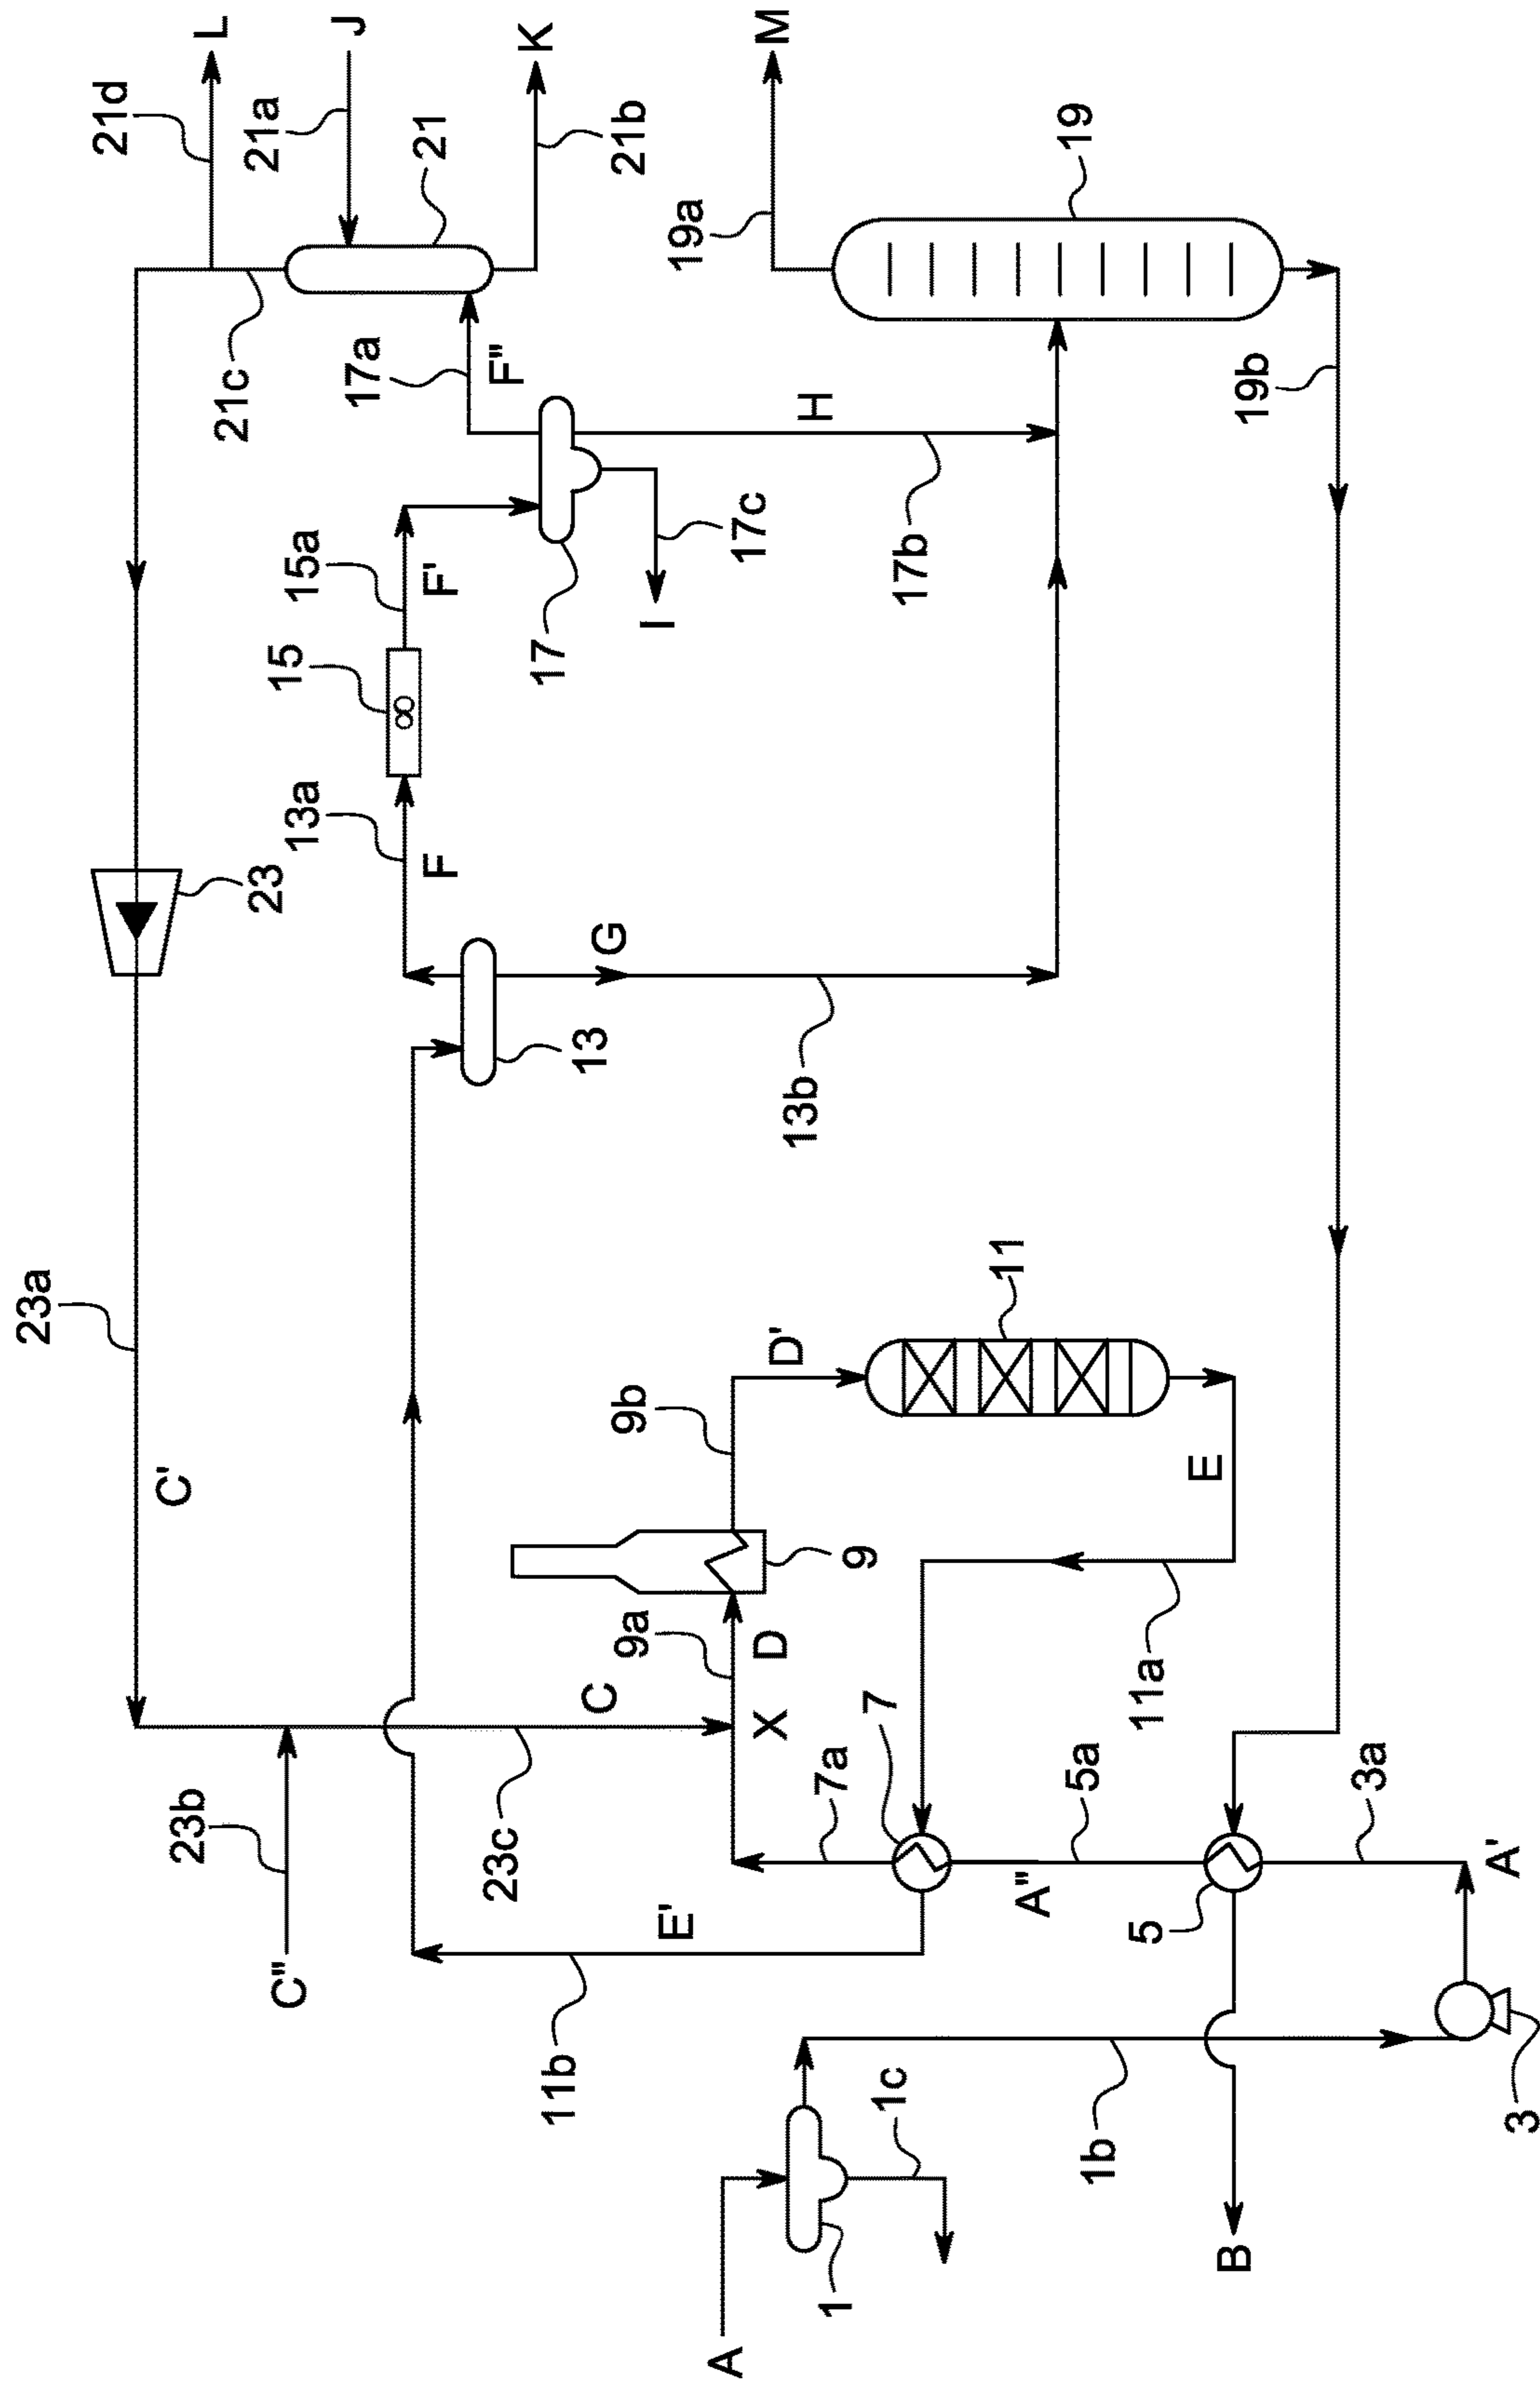 23a
21d
C'
23b
L
21c
21a
23
15
C"
13a
15a
J
17a
21
F
F'
23c
F"
K
17
11b
13
C
G
21b
9a
9b
I
E'
19a
A
17c
X
D
D'
M
13b
H
1
7a
9
7
1c
17b
11
A"
19
5a
1b
5
11a
E
B
19b
3a
A'
3